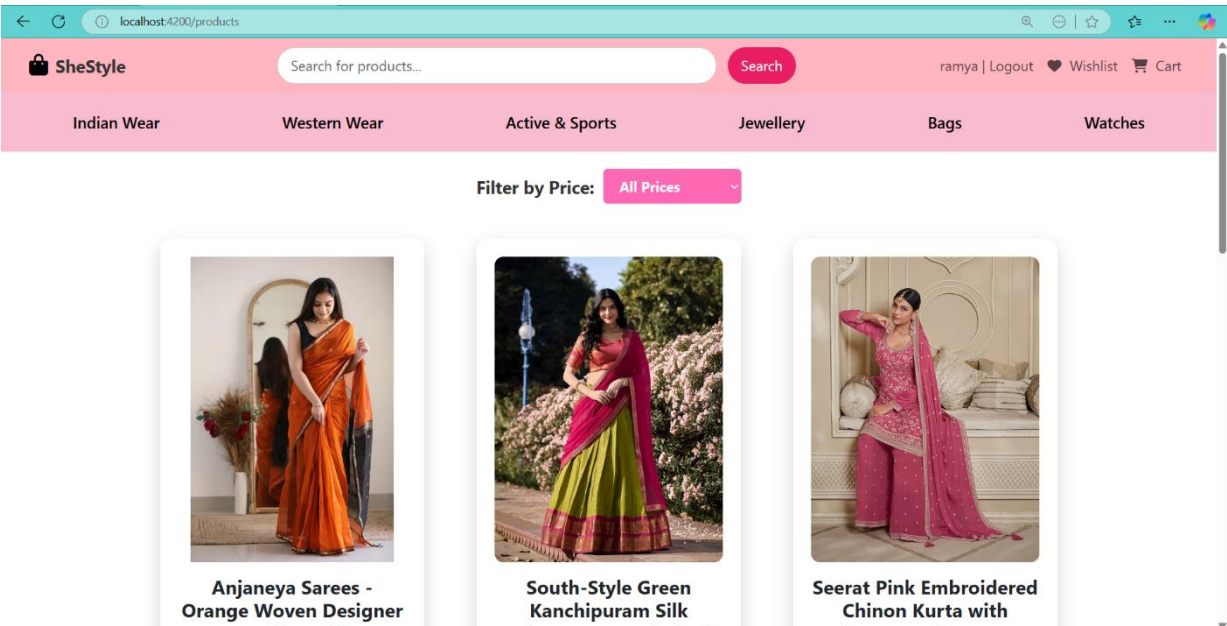 localhost:4200/products
SheStyle
Search for products...
Search
ramya | Logout
Wishlist
Cart
Indian Wear
Western Wear
Active & Sports
Jewellery
Bags
Watches
Filter by Price:
All Prices
Anjaneya Sarees -
Orange Woven Designer
South-Style Green
Kanchipuram Silk
Seerat Pink Embroidered
Chinon Kurta with